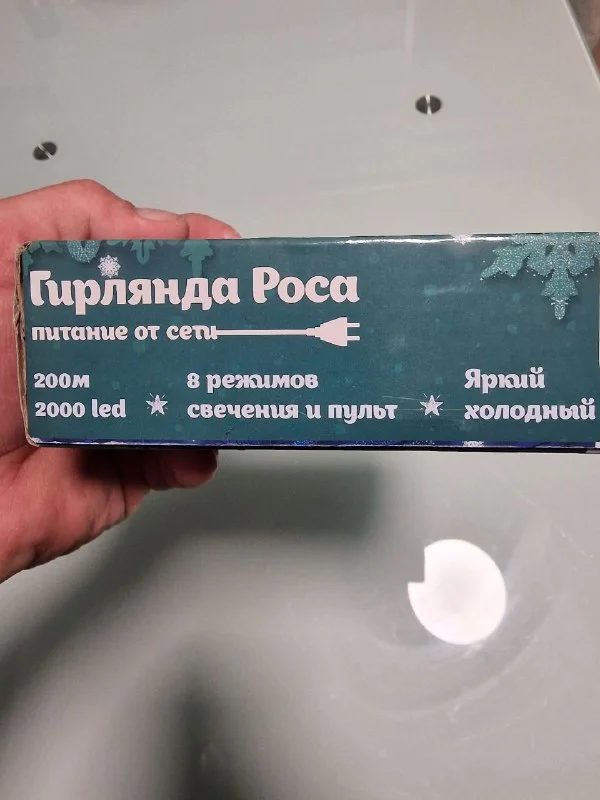 Гирлянда Роса
питание от сети
200м
2000 led
8 режимов
свечения и пульт
Яркий
холодный